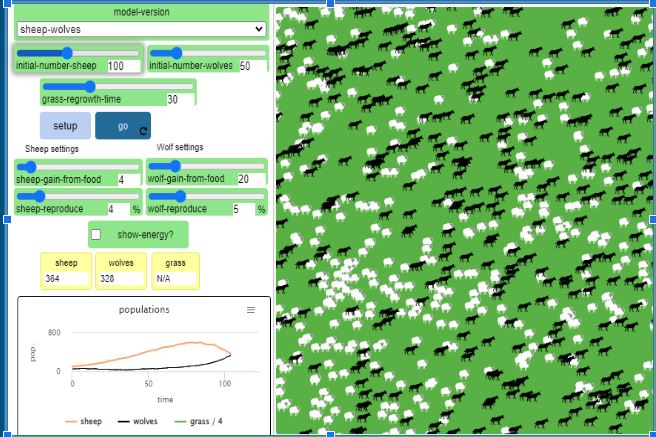 model-version
sheep-wolves
initial-number-sheep 100
initial-number-wolves 50
grass-regrowth-time 30
setup
go
Sheep settings
Wolf settings
sheep-gain-from-food 4
wolf-gain-from-food 20
sheep-reproduce 4 %
wolf-reproduce 5 %
show-energy?
sheep wolves grass
364 328 N/A
populations
pop.
800
0
0 50 100
time
sheep wolves grass / 4